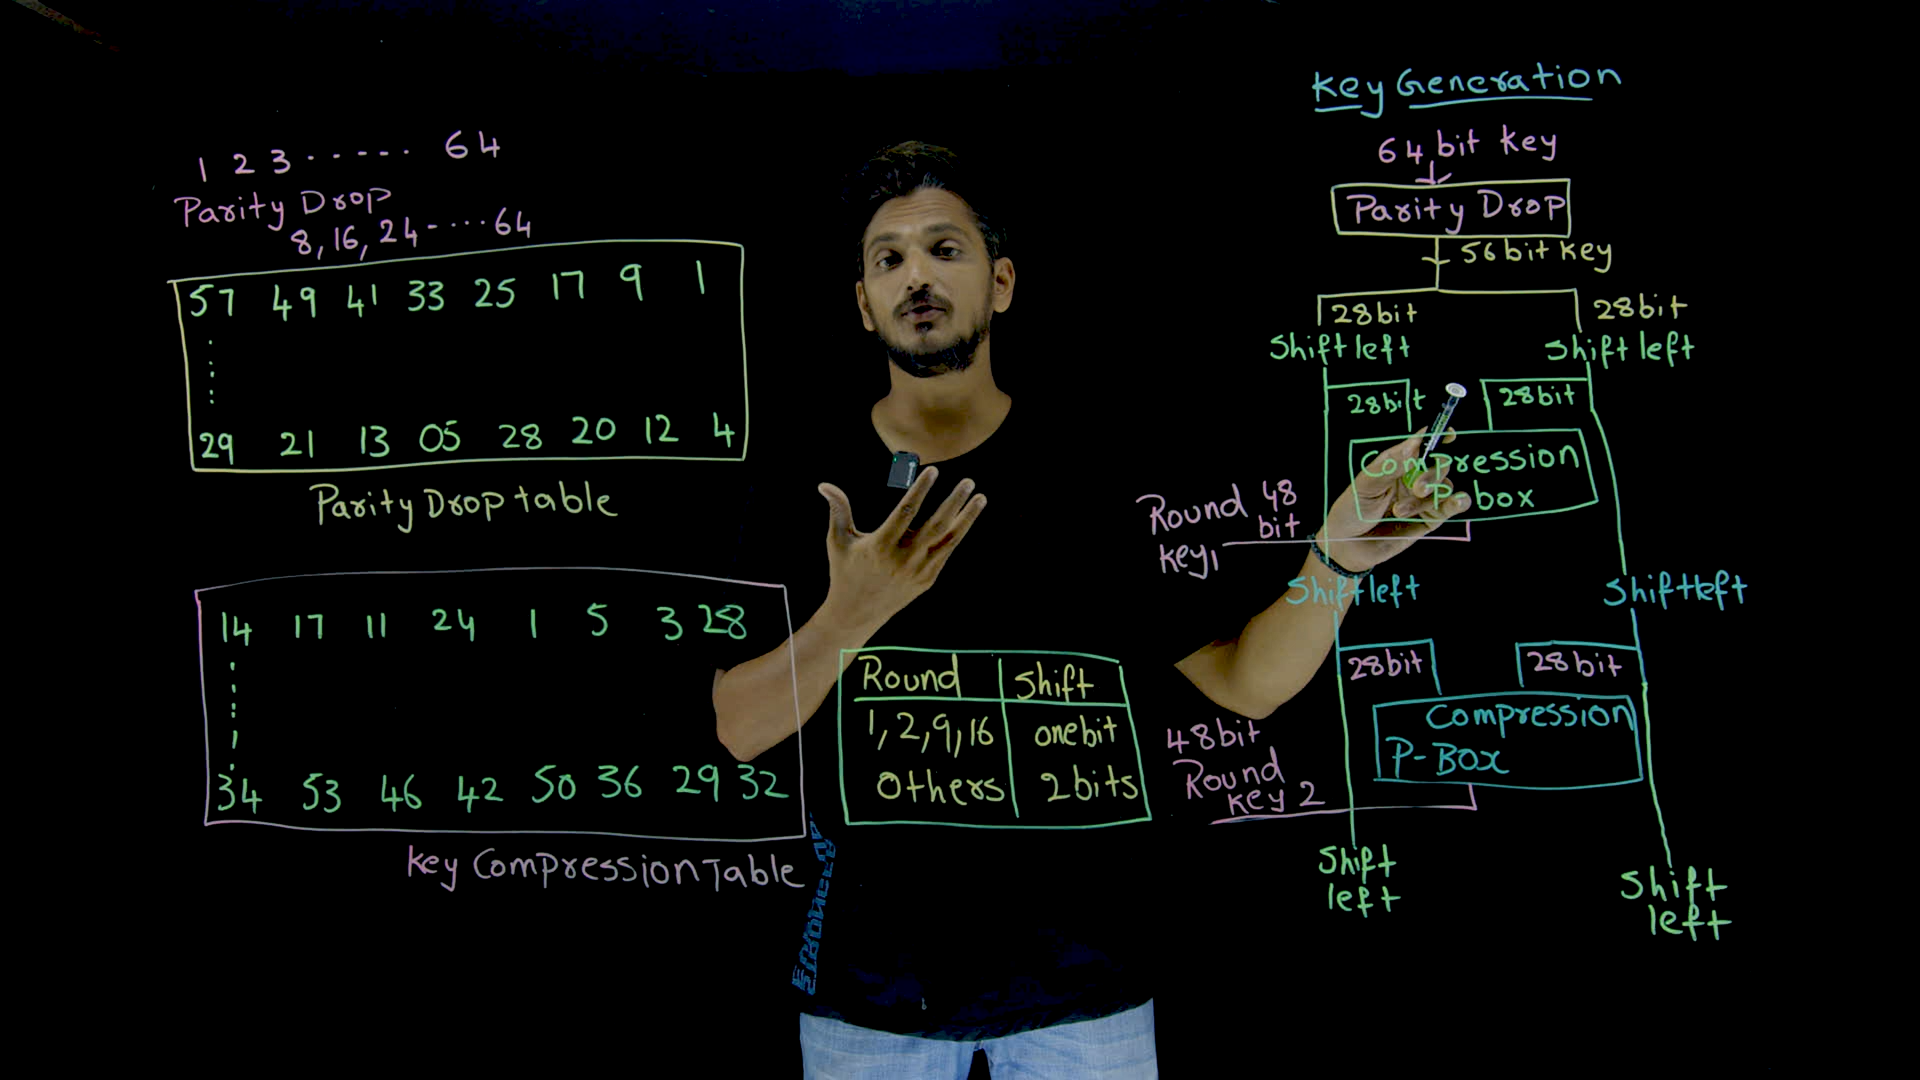 1 2 3 ..... 64
Parity Drop
8, 16, 24 - .... 64
57 49 41 33 25 17 9 1
29 21 13 05 28 20 12 4
Parity Drop table
14 17 11 24 1 5 3 28
34 53 46 42 50 36 29 32
Key Compression Table
Round Shift
1, 2, 9, 16 one bit
Others 2 bits
Key Generation
64 bit key
Parity Drop
56 bit key
28 bit 28 bit
Shift left Shift left
28 bit 28 bit
Compression
P-box
Round 48
bit
key1
Shift left Shift left
28 bit 28 bit
Compression
P-Box
48 bit
Round
key 2
Shift
left
Shift
left